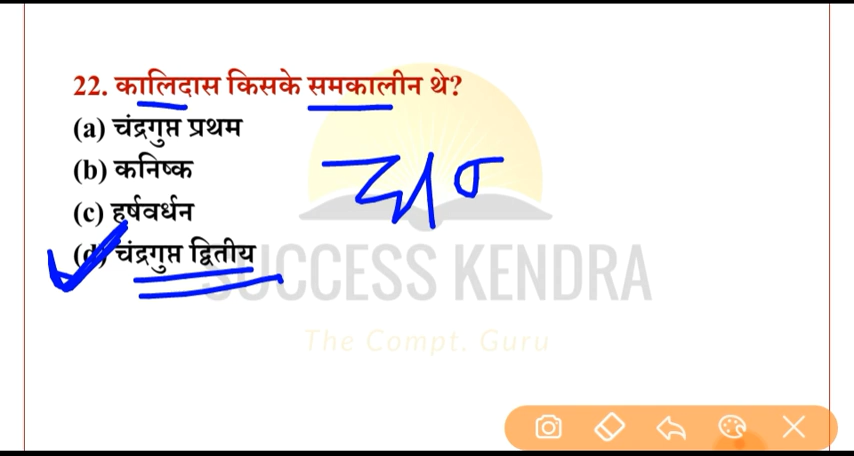 22. कालिदास किसके समकालीन थे?
(a) चंद्रगुप्त प्रथम
(b) कनिष्क
(c) हर्षवर्धन
(d) चंद्रगुप्त द्वितीय
SUCCESS KENDRA
The Compt. Guru